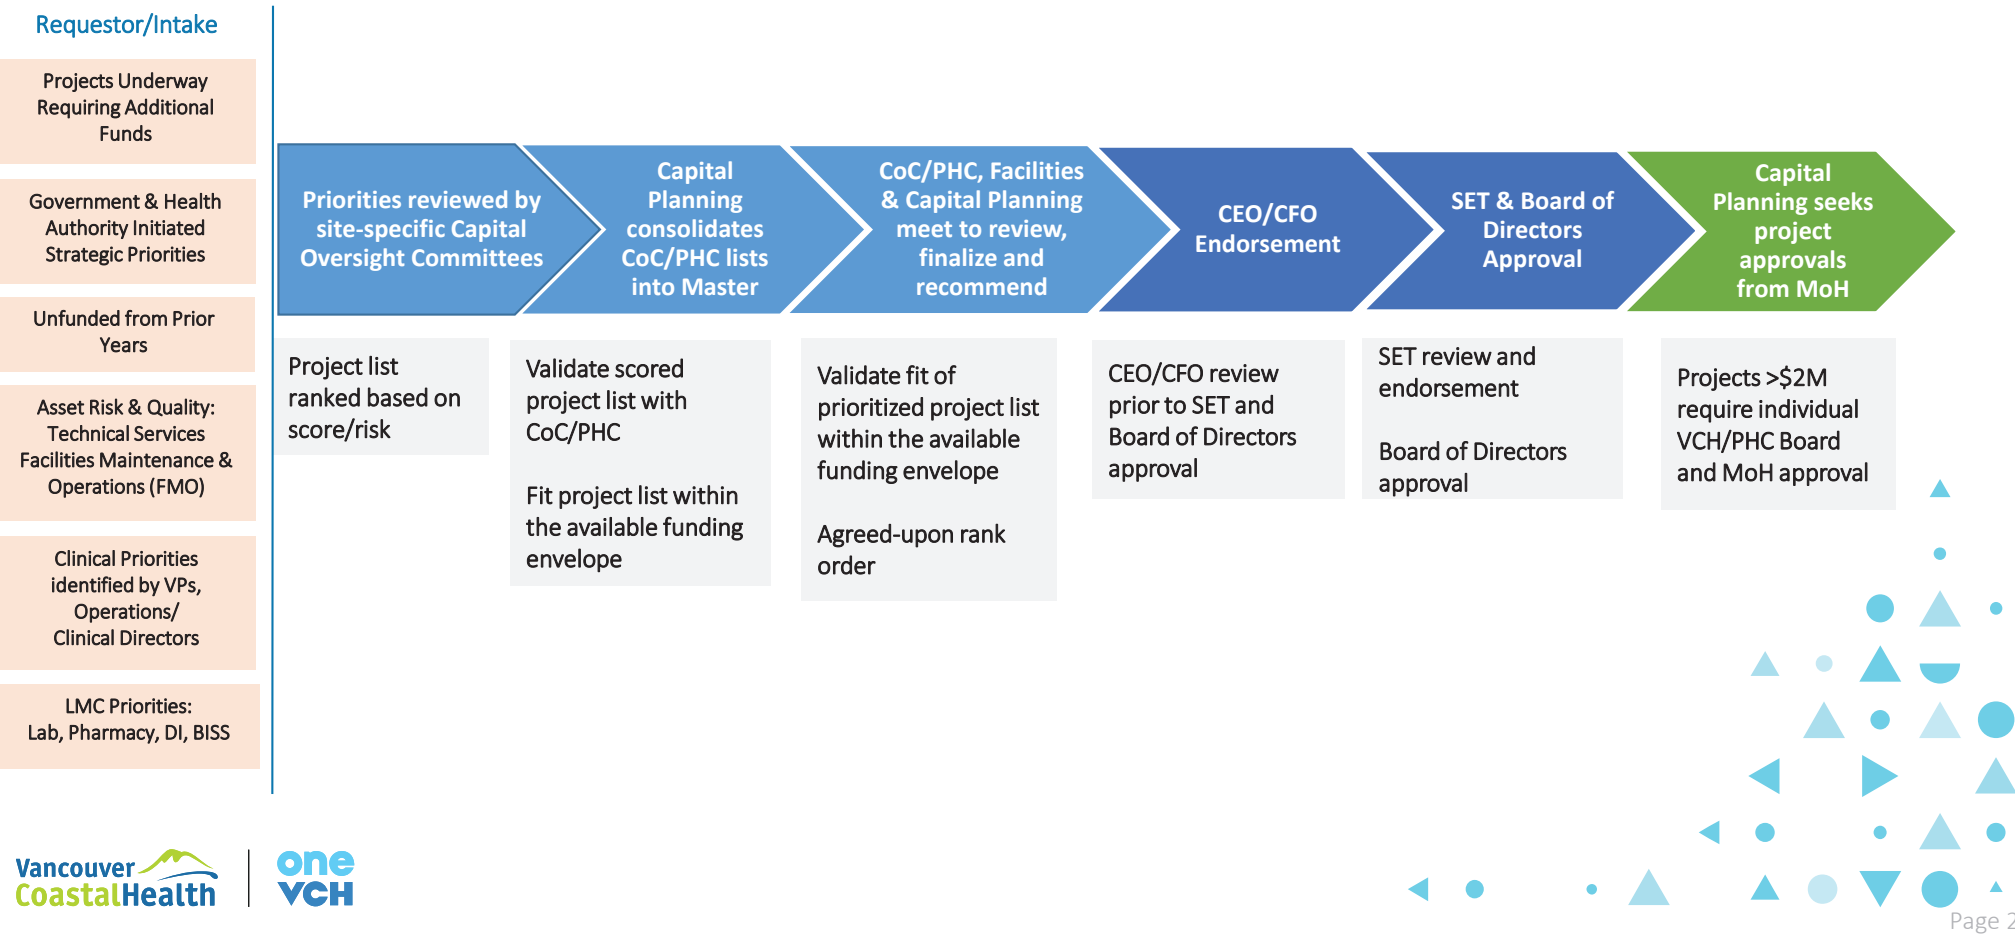 Requestor/Intake
Projects Underway
Requiring Additional
Funds
Government & Health
Authority Initiated
Strategic Priorities
Unfunded from Prior
Years
Asset Risk & Quality:
Technical Services
Facilities Maintenance &
Operations (FMO)
Clinical Priorities
identified by VPs,
Operations/
Clinical Directors
LMC Priorities:
Lab, Pharmacy, DI, BISS
Priorities reviewed by
site-specific Capital
Oversight Committees
Project list
ranked based on
score/risk
Capital
Planning
consolidates
CoC/PHC lists
into Master
Validate scored
project list with
CoC/PHC
Fit project list within
the available funding
envelope
CoC/PHC, Facilities
& Capital Planning
meet to review,
finalize and
recommend
Validate fit of
prioritized project list
within the available
funding envelope
Agreed-upon rank
order
CEO/CFO
Endorsement
CEO/CFO review
prior to SET and
Board of Directors
approval
SET & Board of
Directors
Approval
SET review and
endorsement
Board of Directors
approval
Capital
Planning seeks
project
approvals
from MoH
Projects >$2M
require individual
VCH/PHC Board
and MoH approval
Vancouver
CoastalHealth
one
VCH
Page 2